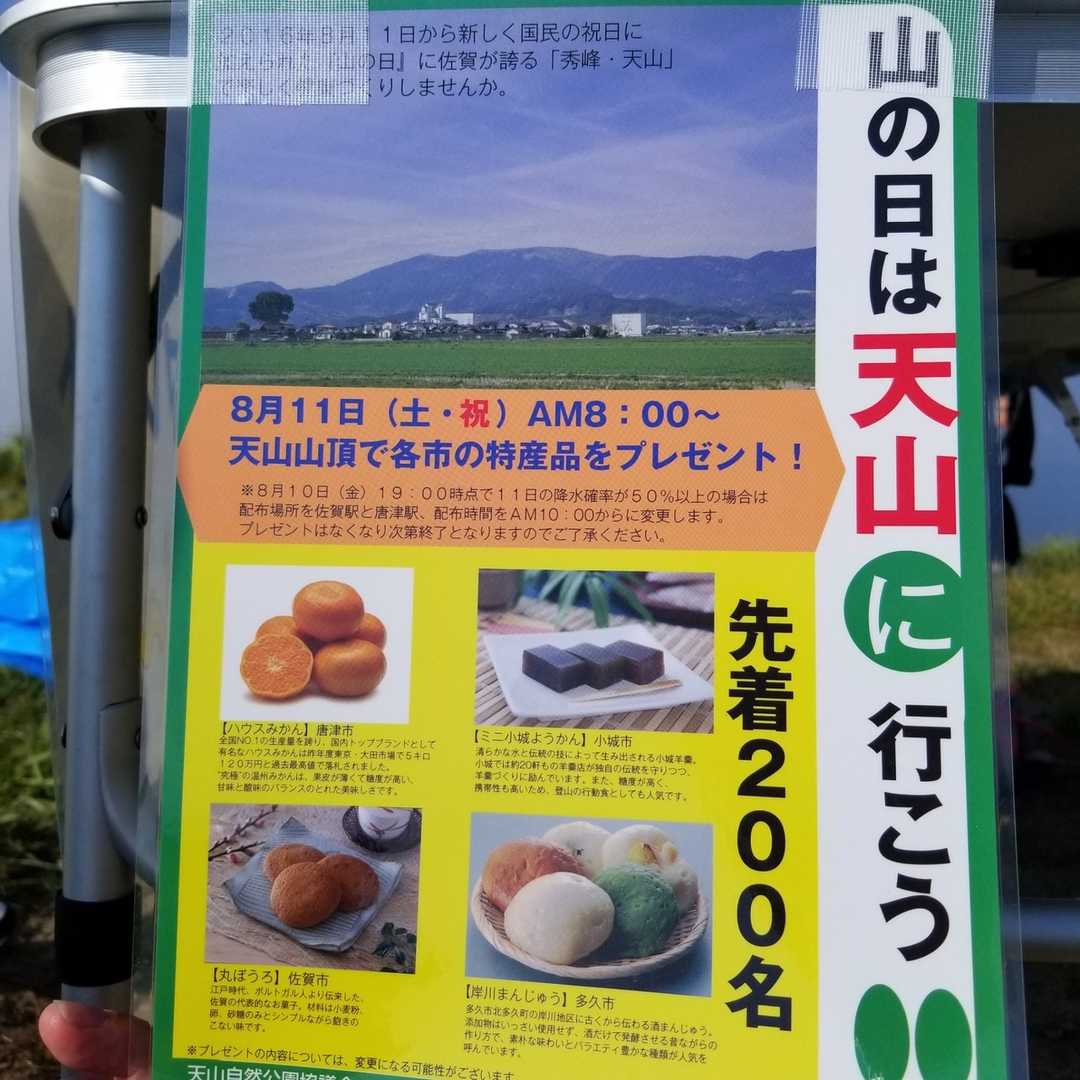 2016年8月11日から新しく国民の祝日に
加えられた『山の日』に佐賀が誇る「秀峰・天山」
りしませんか。
山の日は天山に行こう
8月11日（土・祝）AM8：00～
天山山頂で各市の特産品をプレゼント！
※8月10日（金）19：00時点で11日の降水確率が50％以上の場合は
配布場所を佐賀駅と唐津駅、配布時間をAM10：00からに変更します。
プレゼントはなくなり次第終了となりますのでご了承ください。
先着200名
【ハウスみかん】唐津市
全国NO.1の生産量を誇り、国内トップブランドとして
有名なハウスみかんは昨年度東京・大田市場で5キロ
120万円と過去最高値で落札されました。
"究極"の温州みかんは、果皮が薄くて糖度が高い、
甘味と酸味のバランスのとれた美味しさです。
【ミニ小城ようかん】小城市
清らかな水と伝統の技によって生み出される小城羊羹。
小城では約20軒もの羊羹店が独自の伝統を守りつつ、
羊羹づくりに励んでいます。また、糖度が高く、
携帯性も高いため、登山の行動食としても人気です。
【丸ぼうろ】佐賀市
江戸時代、ポルトガル人より伝来した、
佐賀の代表的なお菓子。材料は小麦粉、
卵、砂糖のみとシンプルながら飽きの
こない味です。
【岸川まんじゅう】多久市
多久市北多久町の岸川地区に古くから伝わる酒まんじゅう。
添加物はいっさい使用せず、酒だけで発酵させる昔ながらの
作り方で、素朴な味わいとバラエティ豊かな種類が人気を
呼んでいます。
※プレゼントの内容については、変更になる可能性がございます
天山自然公園協議会